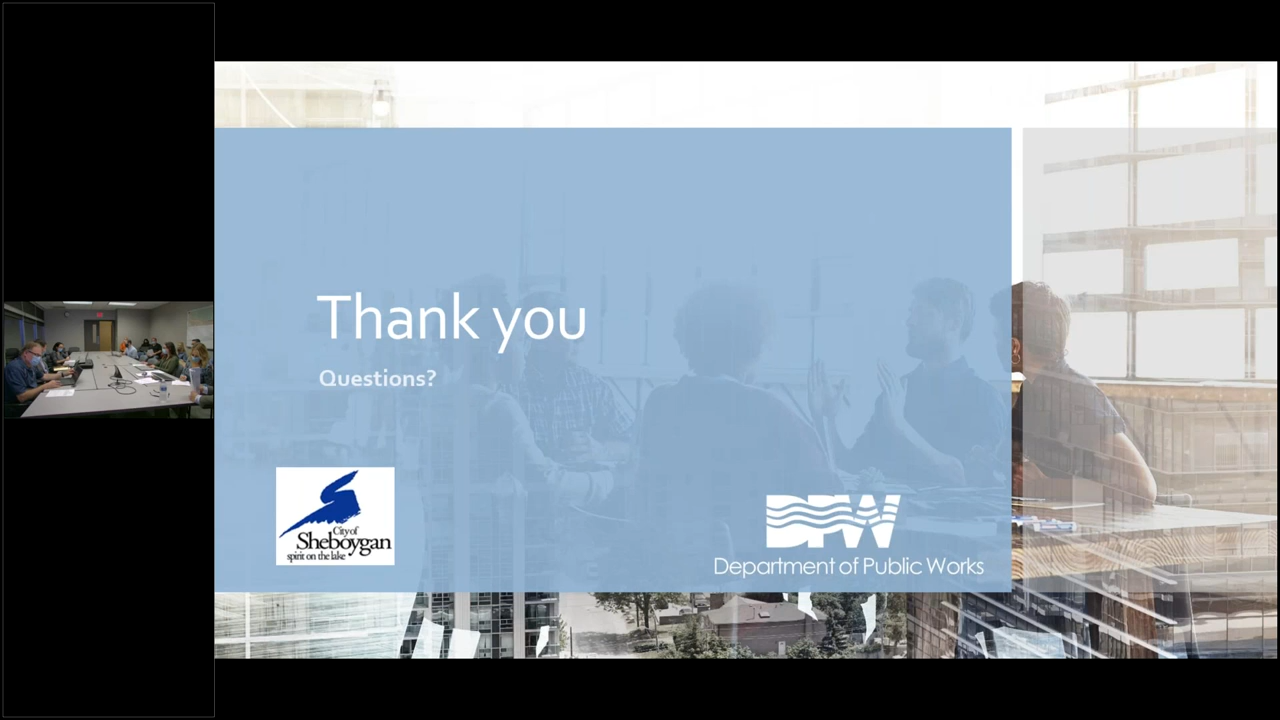 Thank you
Questions?
City of
Sheboygan
spirit on the lake
DPW
Department of Public Works